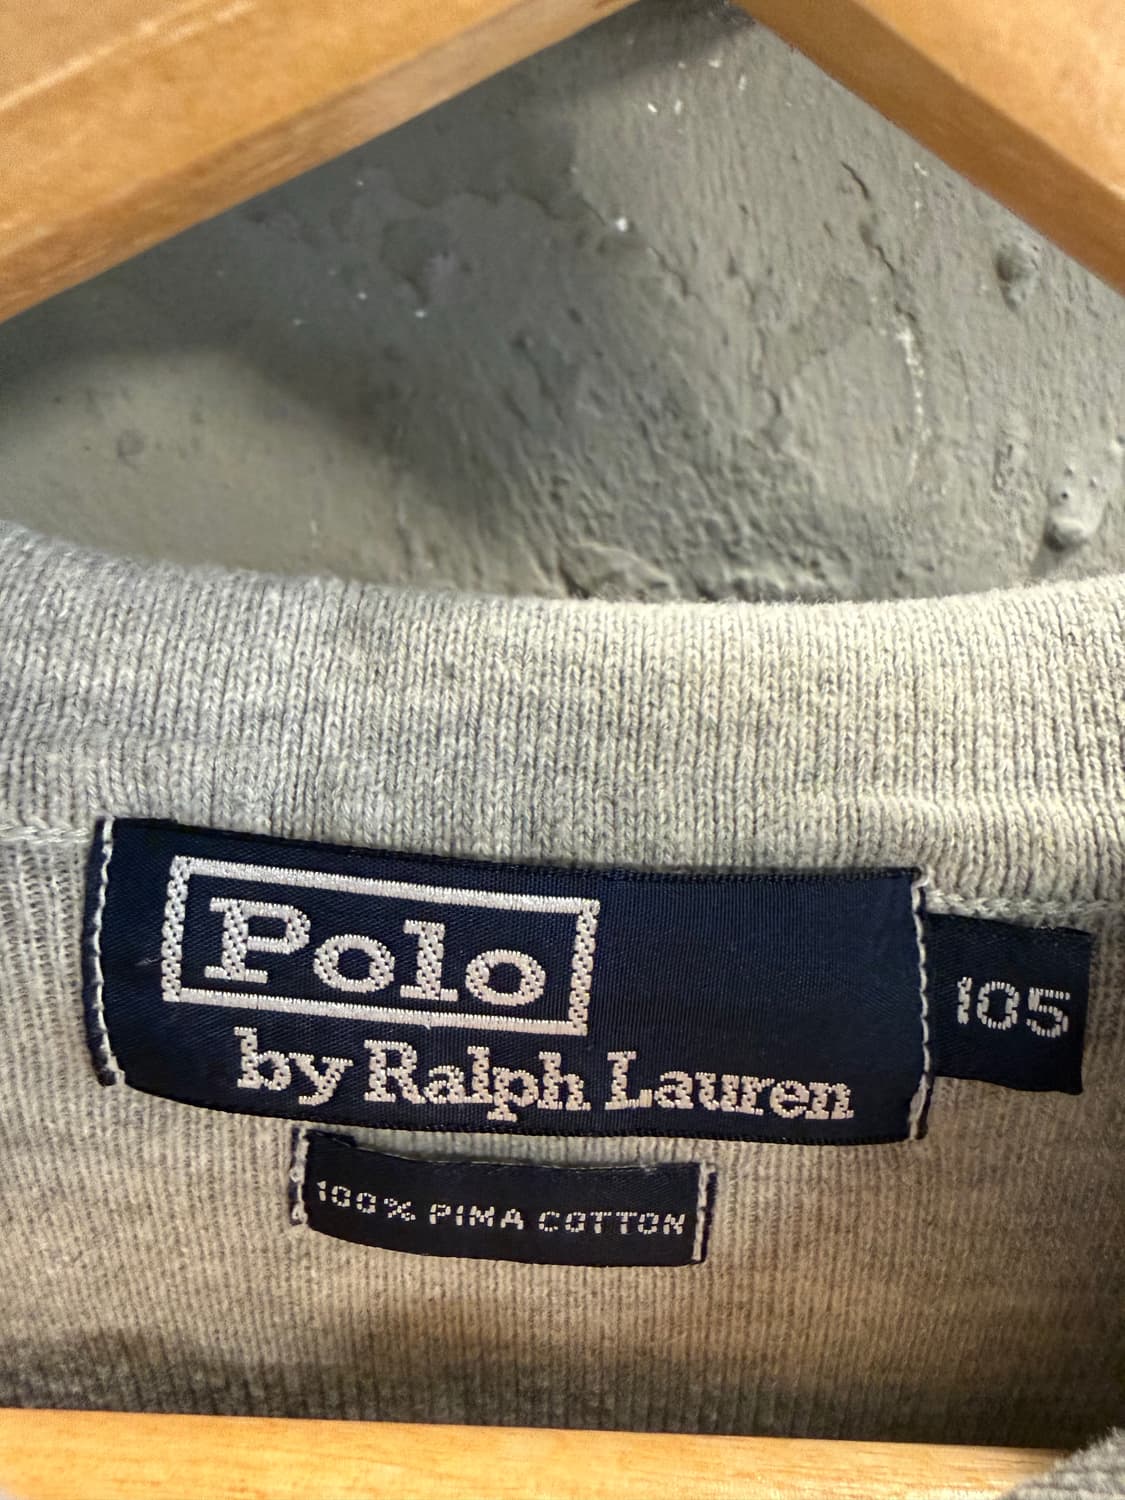 Polo
by Ralph Lauren
105
100% PIMA COTTON